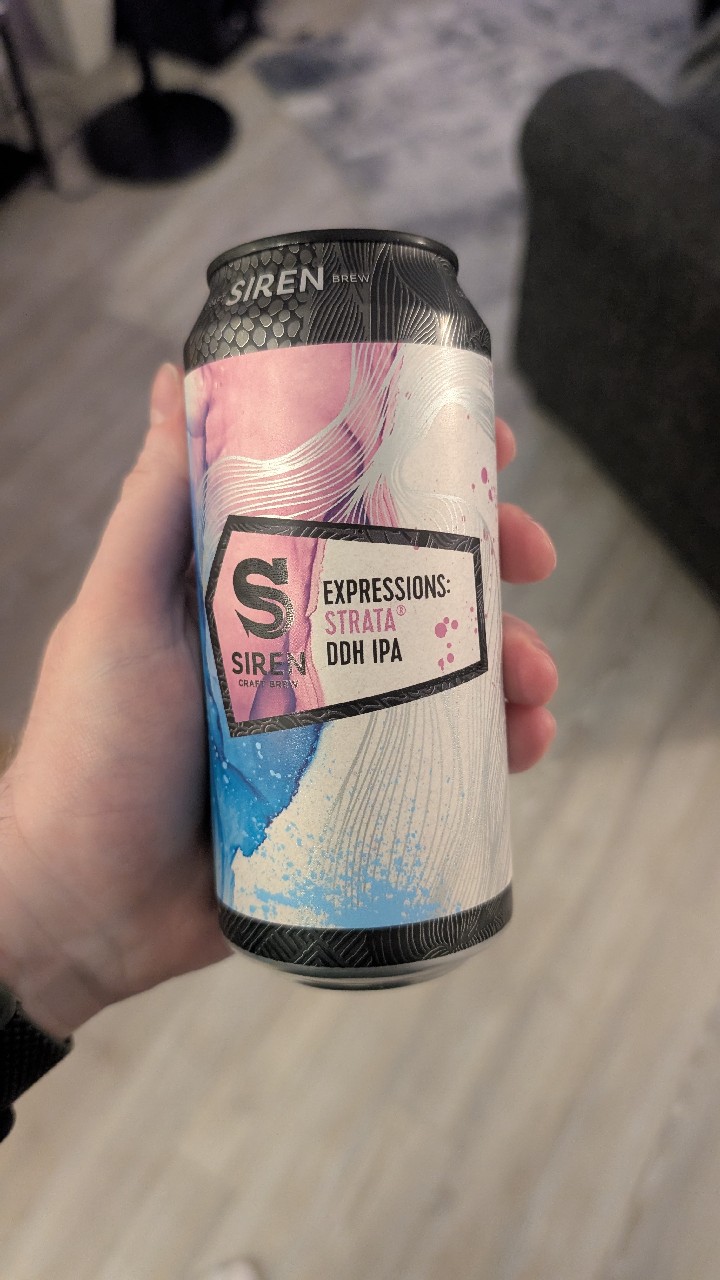 SIREN BREW
S
EXPRESSIONS:
STRATA®
DDH IPA
SIREN
CRAFT BREW